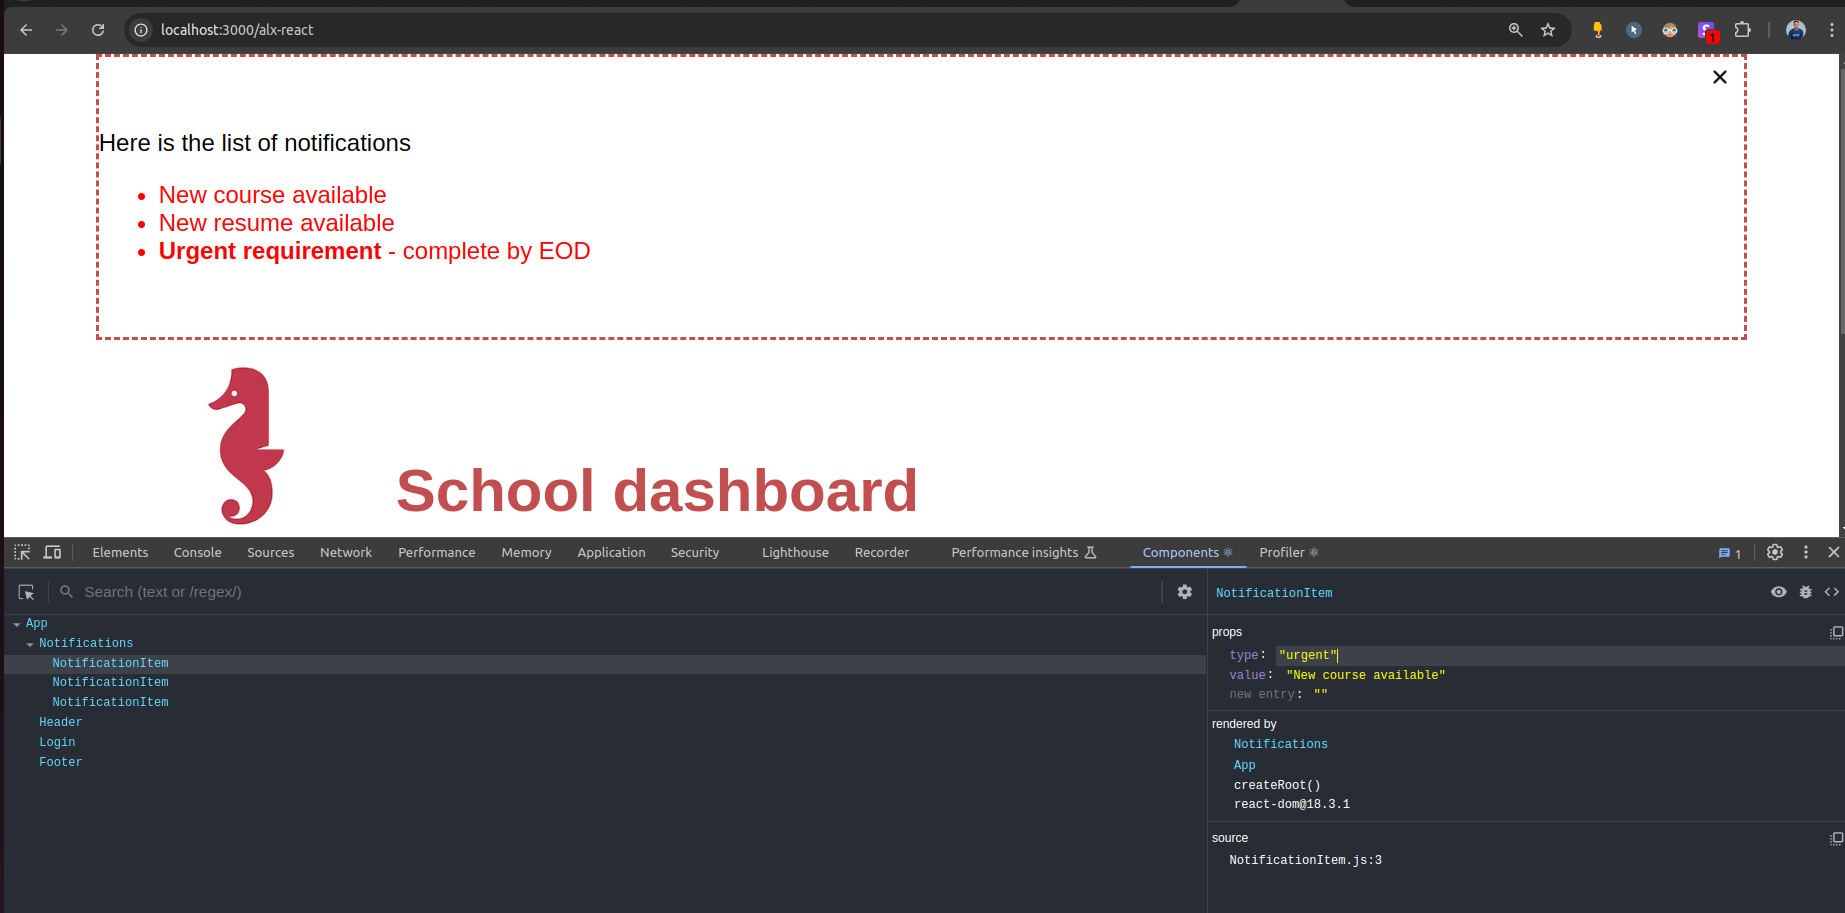 localhost:3000/alx-react
1
Here is the list of notifications
New course available
New resume available
Urgent requirement - complete by EOD
School dashboard
Elements Console Sources Network Performance Memory Application Security Lighthouse Recorder Performance insights Components ⚛ Profiler ⚛ 1
Search (text or /regex/)
App
Notifications
NotificationItem
NotificationItem
NotificationItem
Header
Login
Footer
NotificationItem
props
type: "urgent"
value: "New course available"
new entry: ""
rendered by
Notifications
App
createRoot()
react-dom@18.3.1
source
NotificationItem.js:3